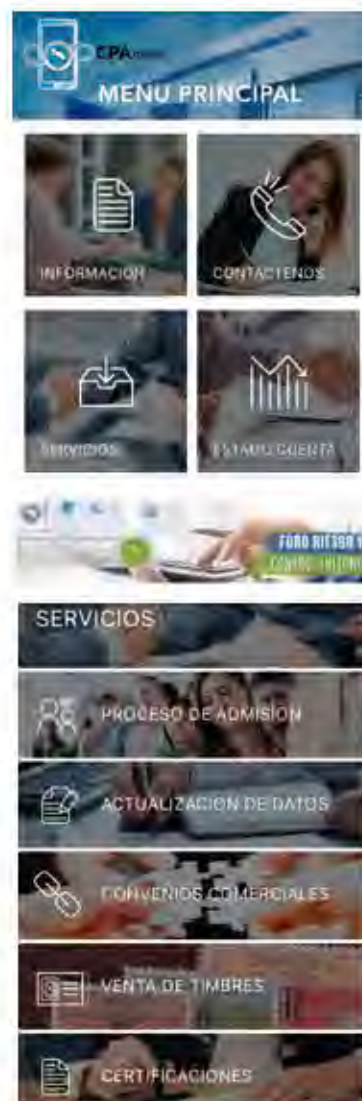 CPA
MENU PRINCIPAL
INFORMACION
CONTACTENOS
SERVICIOS
ESTADO CUENTA
SERVICIOS
PROCESO DE ADMISION
ACTUALIZACION DE DATOS
CONVENIOS COMERCIALES
VENTA DE TIMBRES
CERTIFICACIONES